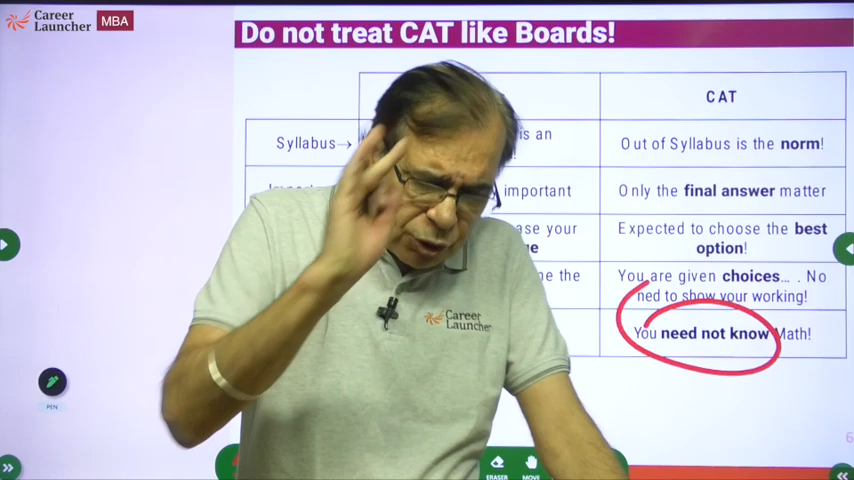 Career
Launcher
MBA
Do not treat CAT like Boards!
CAT
Syllabus→
is an
Out of Syllabus is the norm!
important
Only the final answer matter
ase your
Expected to choose the best
option!
the
You are given choices... . No
ned to show your working!
You need not know Math!
Career
Launcher
PEN
ERASER
MOVE
6